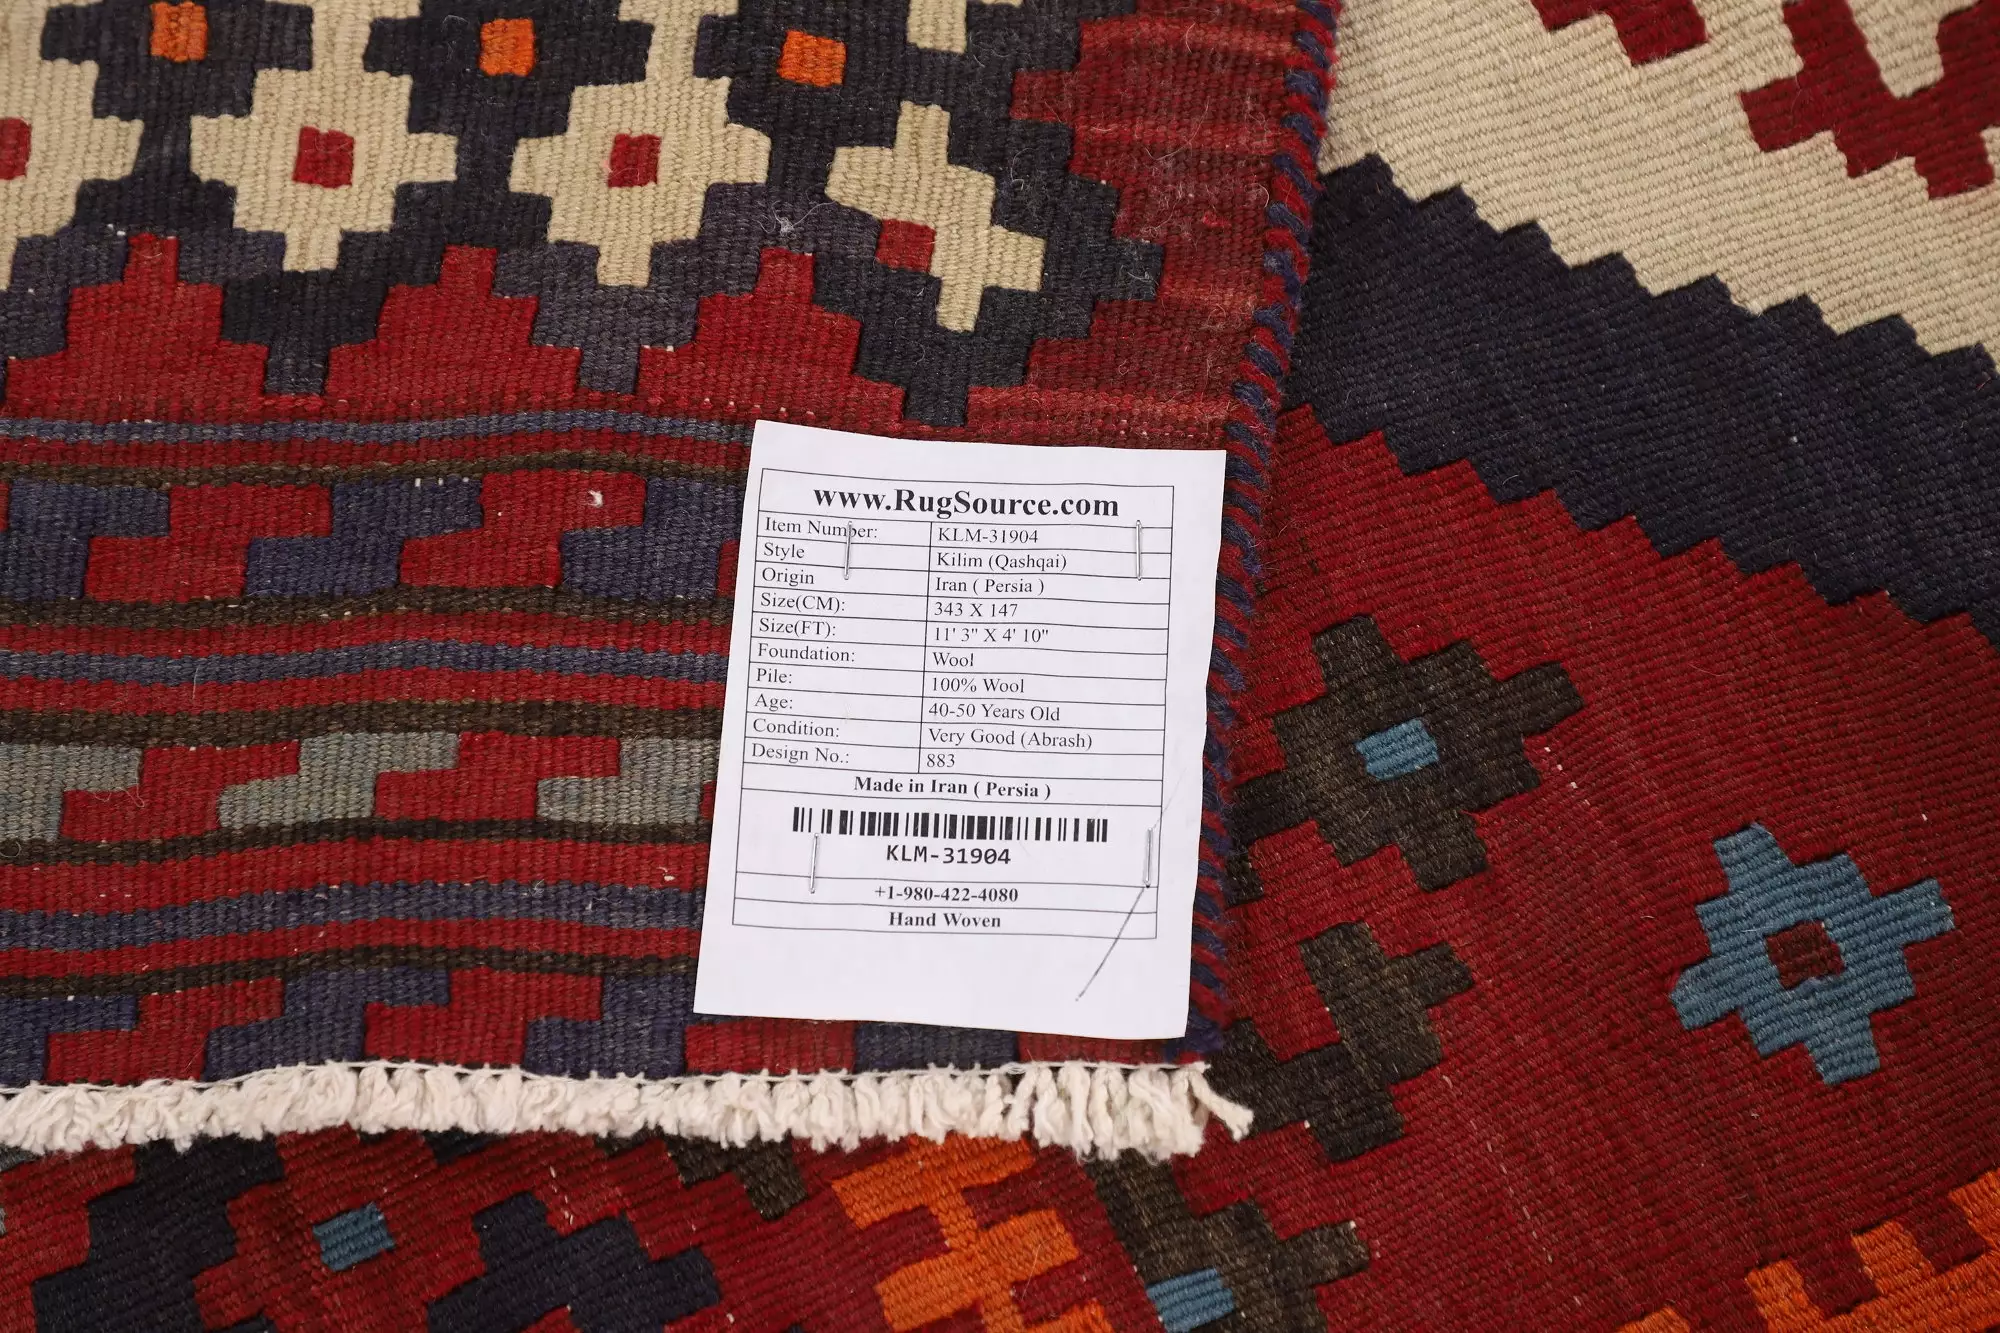 www.RugSource.com
Item Number: KLM-31904
Style Kilim (Qashqai)
Origin Iran ( Persia )
Size(CM): 343 X 147
Size(FT): 11' 3" X 4' 10"
Foundation: Wool
Pile: 100% Wool
Age: 40-50 Years Old
Condition: Very Good (Abrash)
Design No.: 883
Made in Iran ( Persia )
KLM-31904
+1-980-422-4080
Hand Woven